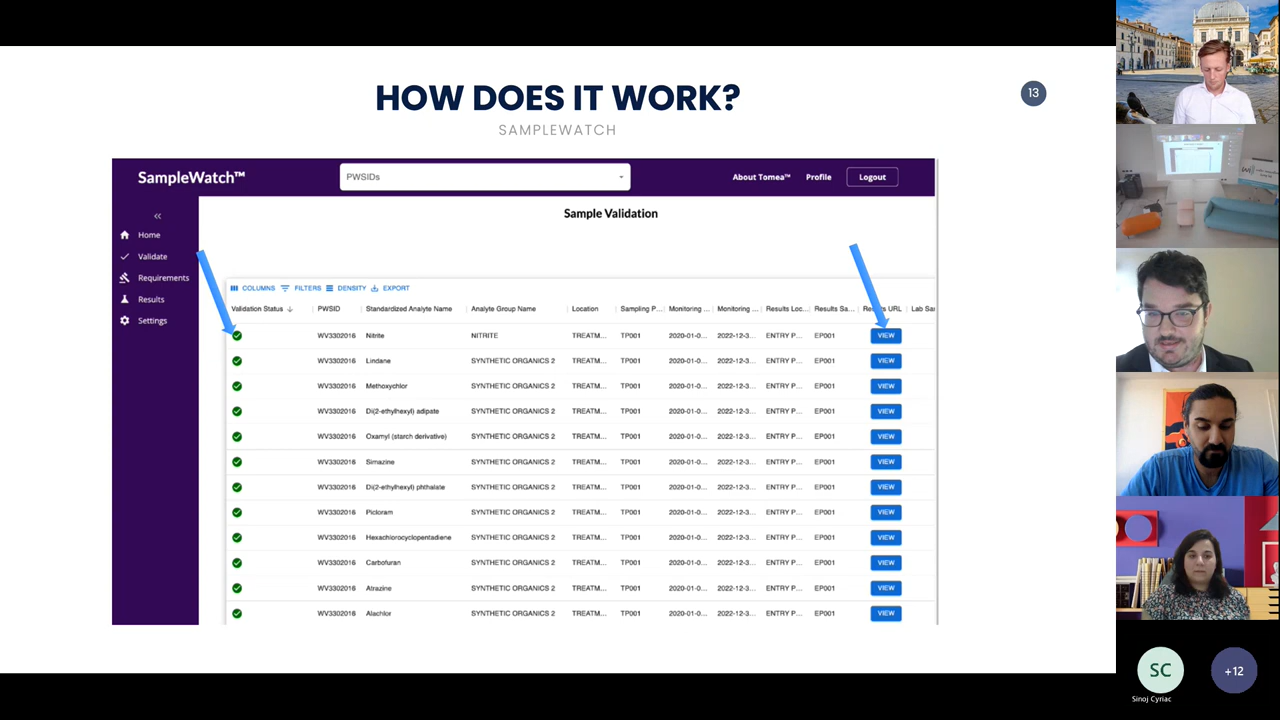 HOW DOES IT WORK?
13
SAMPLEWATCH
SampleWatch™
PWSIDs
About Tomea™ Profile Logout
«
Home
Validate
Requirements
Results
Settings
Sample Validation
COLUMNS FILTERS DENSITY EXPORT
Validation Status ↓ PWSID Standardized Analyte Name Analyte Group Name Location Sampling P... Monitoring ... Monitoring ... Results Loc... Results Sa... URL Lab
WV3302016 Nitrite NITRITE TREATM... TP001 2020-01-0... 2022-12-3... ENTRY P... EP001 VIEW
WV3302016 Lindane SYNTHETIC ORGANICS 2 TREATM... TP001 2020-01-0... 2022-12-3... ENTRY P... EP001 VIEW
WV3302016 Methoxychlor SYNTHETIC ORGANICS 2 TREATM... TP001 2020-01-0... 2022-12-3... ENTRY P... EP001 VIEW
WV3302016 Di(2-ethylhexyl) adipate SYNTHETIC ORGANICS 2 TREATM... TP001 2020-01-0... 2022-12-3... ENTRY P... EP001 VIEW
WV3302016 Oxamyl (starch derivative) SYNTHETIC ORGANICS 2 TREATM... TP001 2020-01-0... 2022-12-3... ENTRY P... EP001 VIEW
WV3302016 Simazine SYNTHETIC ORGANICS 2 TREATM... TP001 2020-01-0... 2022-12-3... ENTRY P... EP001 VIEW
WV3302016 Di(2-ethylhexyl) phthalate SYNTHETIC ORGANICS 2 TREATM... TP001 2020-01-0... 2022-12-3... ENTRY P... EP001 VIEW
WV3302016 Picloram SYNTHETIC ORGANICS 2 TREATM... TP001 2020-01-0... 2022-12-3... ENTRY P... EP001 VIEW
WV3302016 Hexachlorocyclopentadiene SYNTHETIC ORGANICS 2 TREATM... TP001 2020-01-0... 2022-12-3... ENTRY P... EP001 VIEW
WV3302016 Carbofuran SYNTHETIC ORGANICS 2 TREATM... TP001 2020-01-0... 2022-12-3... ENTRY P... EP001 VIEW
WV3302016 Atrazine SYNTHETIC ORGANICS 2 TREATM... TP001 2020-01-0... 2022-12-3... ENTRY P... EP001 VIEW
WV3302016 Alachlor SYNTHETIC ORGANICS 2 TREATM... TP001 2020-01-0... 2022-12-3... ENTRY P... EP001 VIEW
SC
+12
Sinoj Cyriac